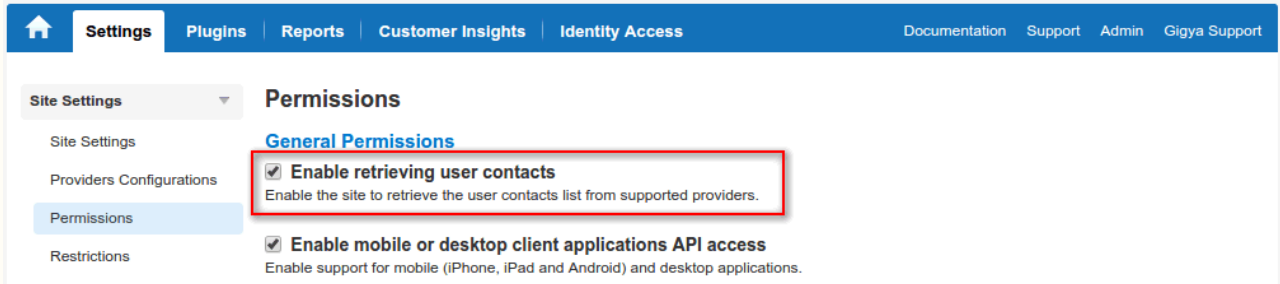 Settings Plugins Reports Customer Insights Identity Access Documentation Support Admin Gigya Support
Site Settings
Site Settings
Providers Configurations
Permissions
Restrictions
Permissions
General Permissions
Enable retrieving user contacts
Enable the site to retrieve the user contacts list from supported providers.
Enable mobile or desktop client applications API access
Enable support for mobile (iPhone, iPad and Android) and desktop applications.